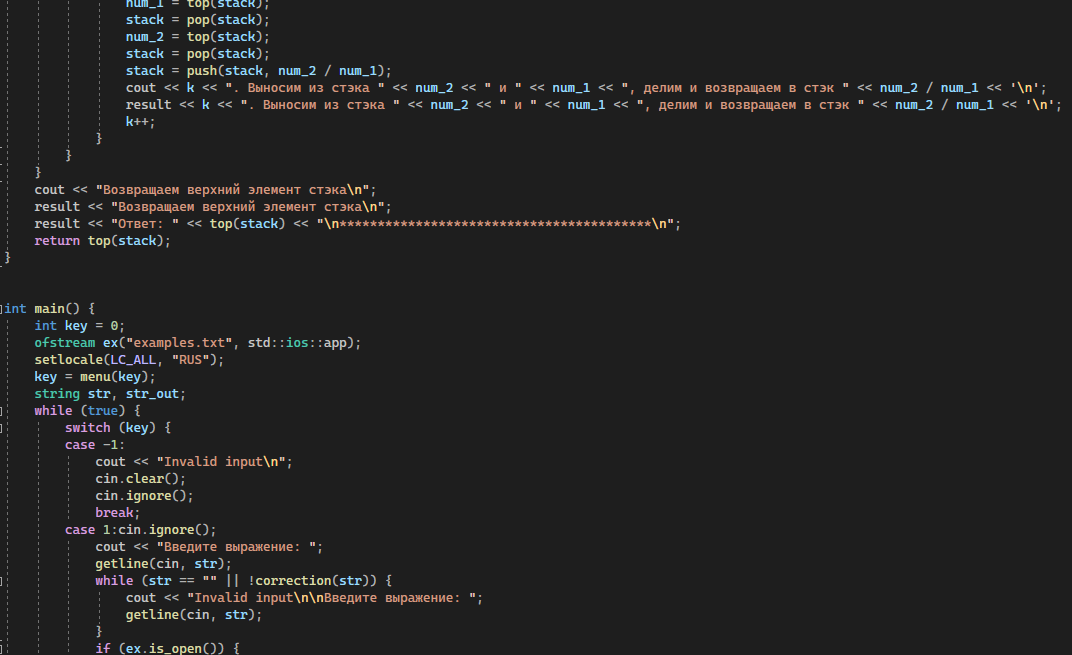 num_1 = top(stack);
stack = pop(stack);
num_2 = top(stack);
stack = pop(stack);
stack = push(stack, num_2 / num_1);
cout << k << ". Выносим из стэка " << num_2 << " и " << num_1 << ", делим и возвращаем в стэк " << num_2 / num_1 << '\n';
result << k << ". Выносим из стэка " << num_2 << " и " << num_1 << ", делим и возвращаем в стэк " << num_2 / num_1 << '\n';
k++;
}
}
}
cout << "Возвращаем верхний элемент стэка\n";
result << "Возвращаем верхний элемент стэка\n";
result << "Ответ: " << top(stack) << "\n*****************************************\n";
return top(stack);
}
int main() {
int key = 0;
ofstream ex("examples.txt", std::ios::app);
setlocale(LC_ALL, "RUS");
key = menu(key);
string str, str_out;
while (true) {
switch (key) {
case -1:
cout << "Invalid input\n";
cin.clear();
cin.ignore();
break;
case 1:cin.ignore();
cout << "Введите выражение: ";
getline(cin, str);
while (str == "" || !correction(str)) {
cout << "Invalid input\n\nВведите выражение: ";
getline(cin, str);
}
if (ex.is_open()) {